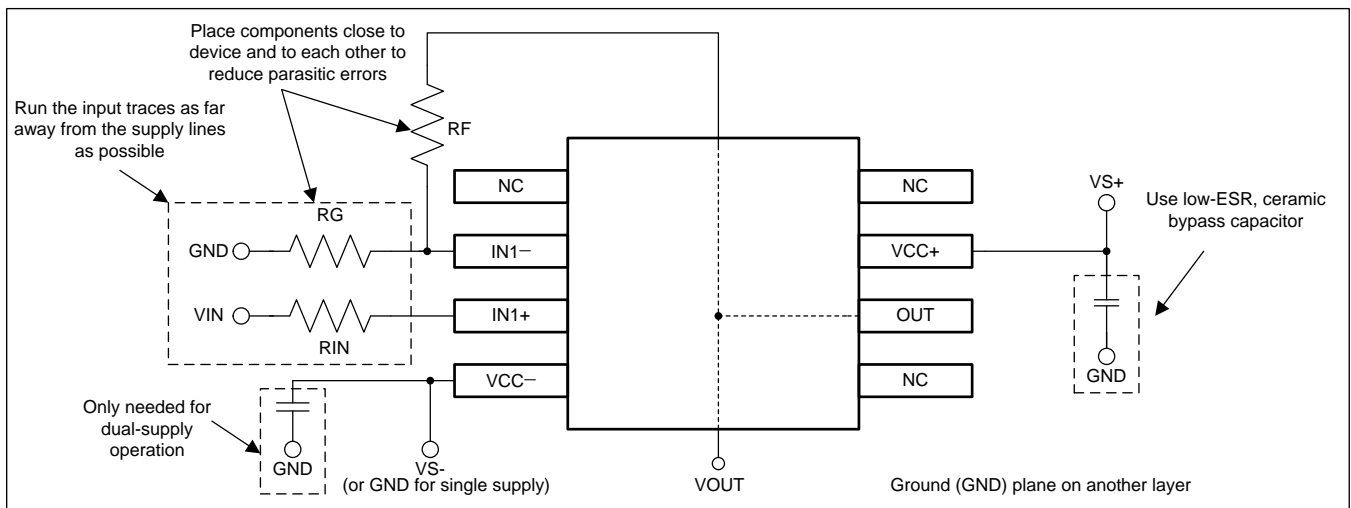 Place components close to
device and to each other to
reduce parasitic errors
Run the input traces as far
away from the supply lines
as possible
RF
NC
NC
VS+
Use low-ESR, ceramic
bypass capacitor
RG
GND
IN1−
VCC+
VIN
IN1+
OUT
RIN
GND
VCC−
NC
Only needed for
dual-supply
operation
GND
VS-
(or GND for single supply)
VOUT
Ground (GND) plane on another layer